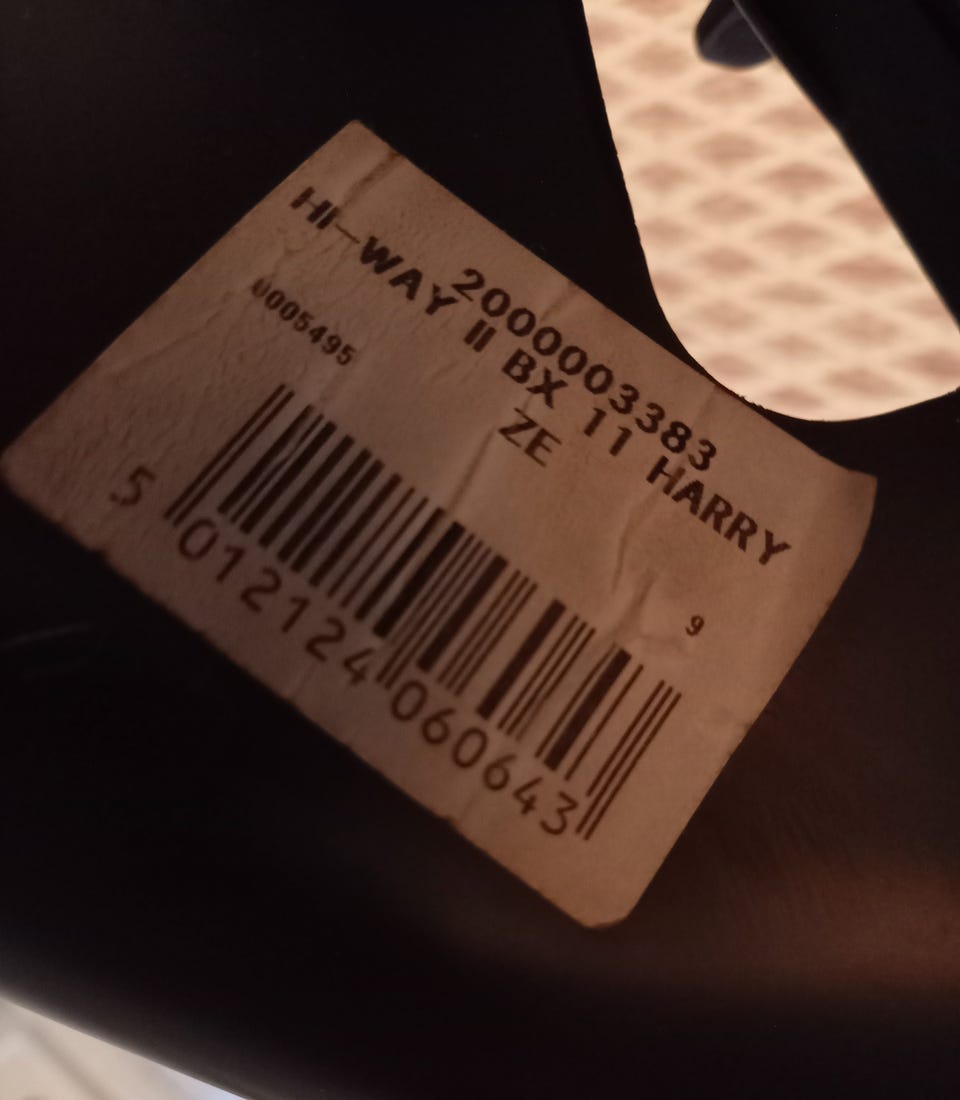 2000003383
HI-WAY II BX 11 HARRY
ZE
0005495
9
5 012124 060643